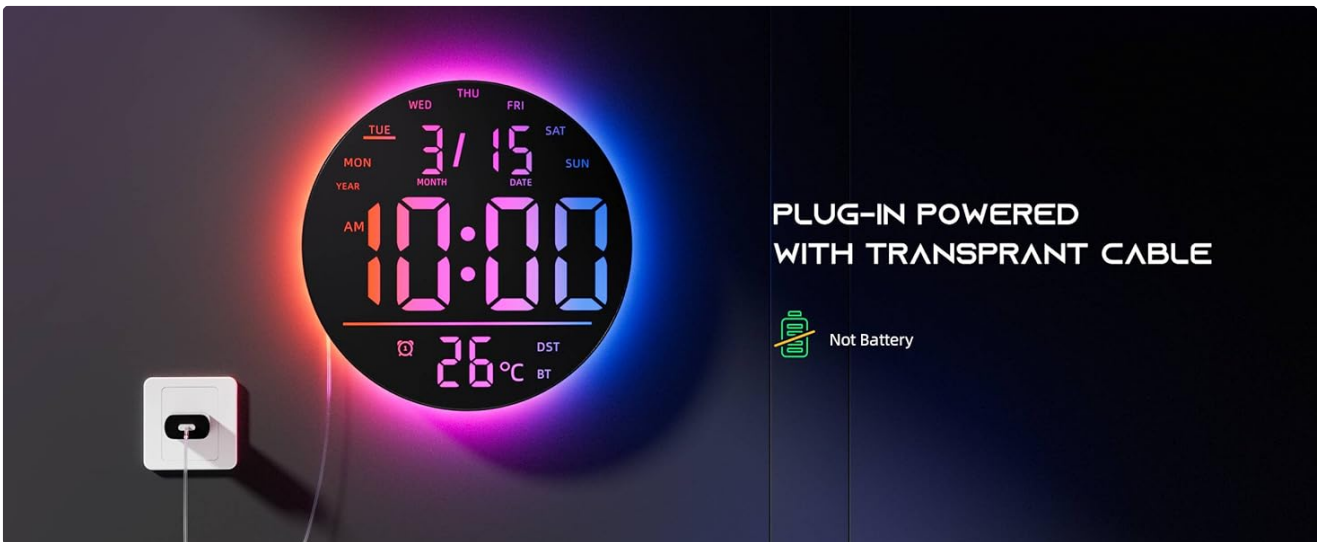 THU
WED FRI
TUE SAT
3/15
MON SUN
MONTH DATE
YEAR
AM 10:00
26°C
1
DST
BT
PLUG-IN POWERED
WITH TRANSPRANT CABLE
Not Battery